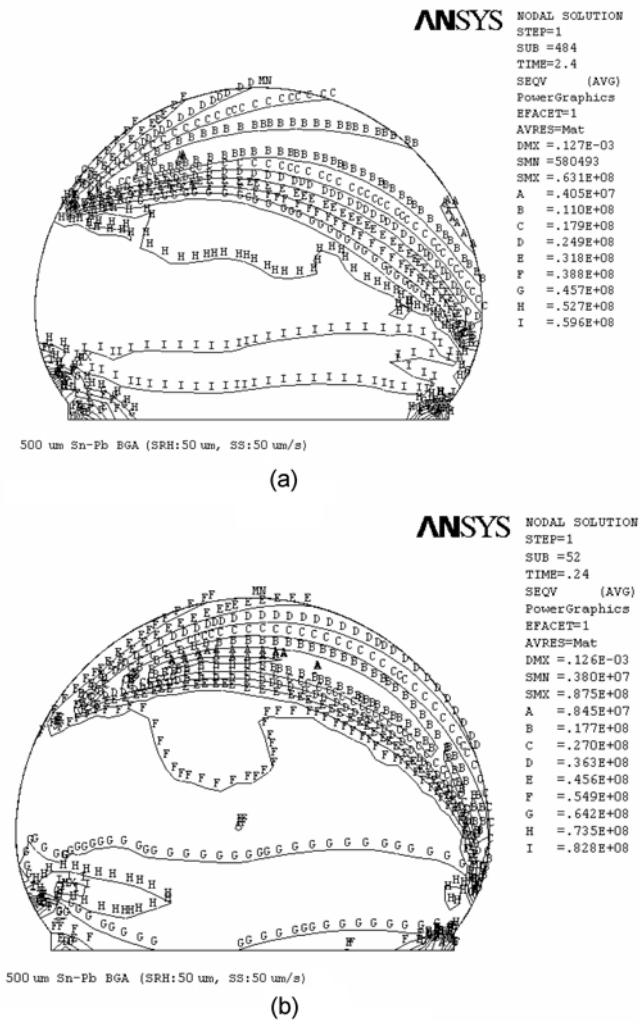 ANSYS
NODAL SOLUTION
STEP=1
SUB =484
TIME=2.4
SEQV (AVG)
PowerGraphics
EFACET=1
AVRES=Mat
DMX =.127E-03
SMN =580493
SMX =.631E+08
A =.405E+07
B =.110E+08
C =.179E+08
D =.249E+08
E =.318E+08
F =.388E+08
G =.457E+08
H =.527E+08
I =.596E+08
MN
500 um Sn-Pb BGA (SRH:50 um, SS:50 um/s)
(a)
ANSYS
NODAL SOLUTION
STEP=1
SUB =52
TIME=.24
SEQV (AVG)
PowerGraphics
EFACET=1
AVRES=Mat
DMX =.126E-03
SMN =.380E+07
SMX =.875E+08
A =.845E+07
B =.177E+08
C =.270E+08
D =.363E+08
E =.456E+08
F =.549E+08
G =.642E+08
H =.735E+08
I =.828E+08
MN
500 um Sn-Pb BGA (SRH:50 um, SS:50 um/s)
(b)